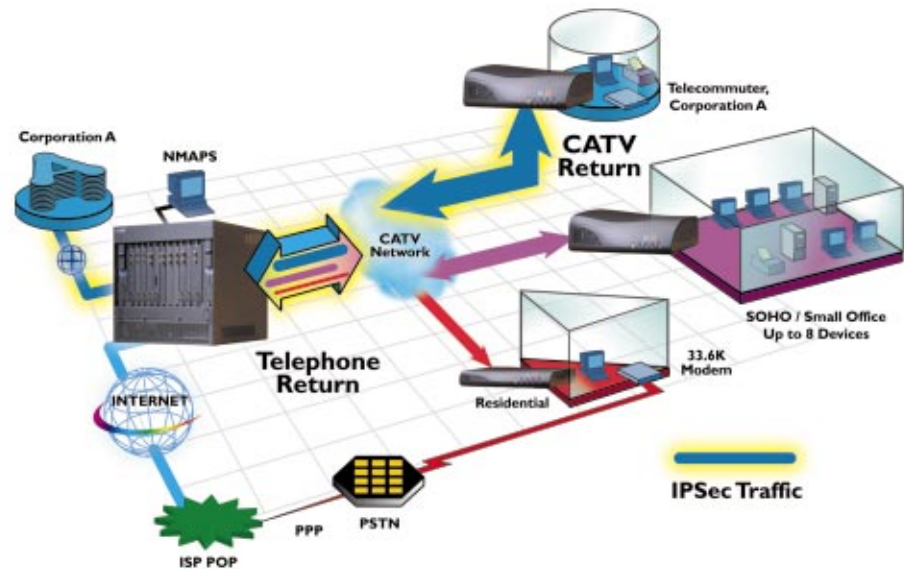 Telecommuter,
Corporation A
Corporation A
NMAPS
CATV
Return
CATV
Network
SOHO / Small Office
Up to 8 Devices
Telephone
Return
33.6K
Modem
Residential
INTERNET
IPSec Traffic
PPP
PSTN
ISP POP